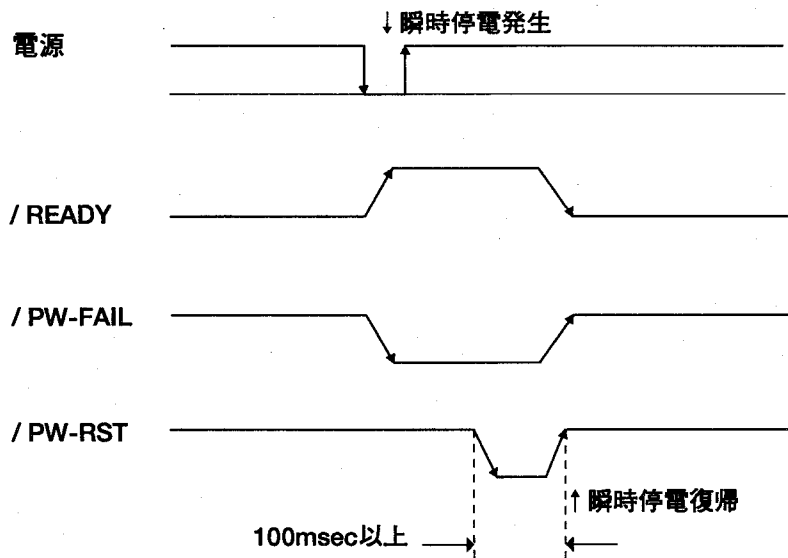 ↓瞬時停電発生
電源
/ READY
/ PW-FAIL
/ PW-RST
↑瞬時停電復帰
100msec以上